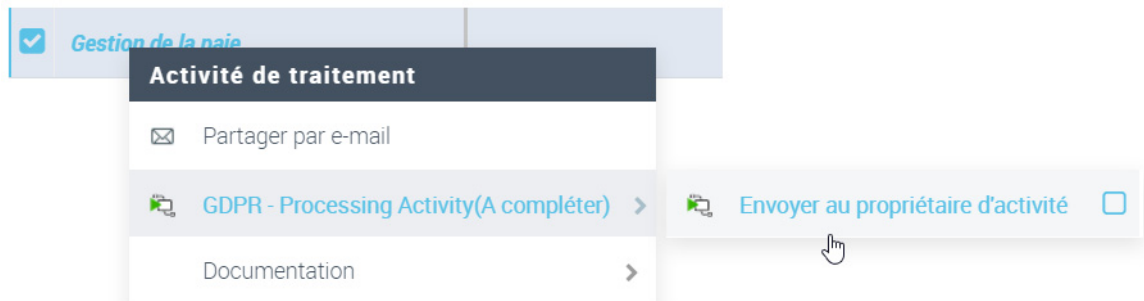 Gestion de la paie
Activité de traitement
Partager par e-mail
GDPR - Processing Activity(A compléter)
Envoyer au propriétaire d'activité
Documentation